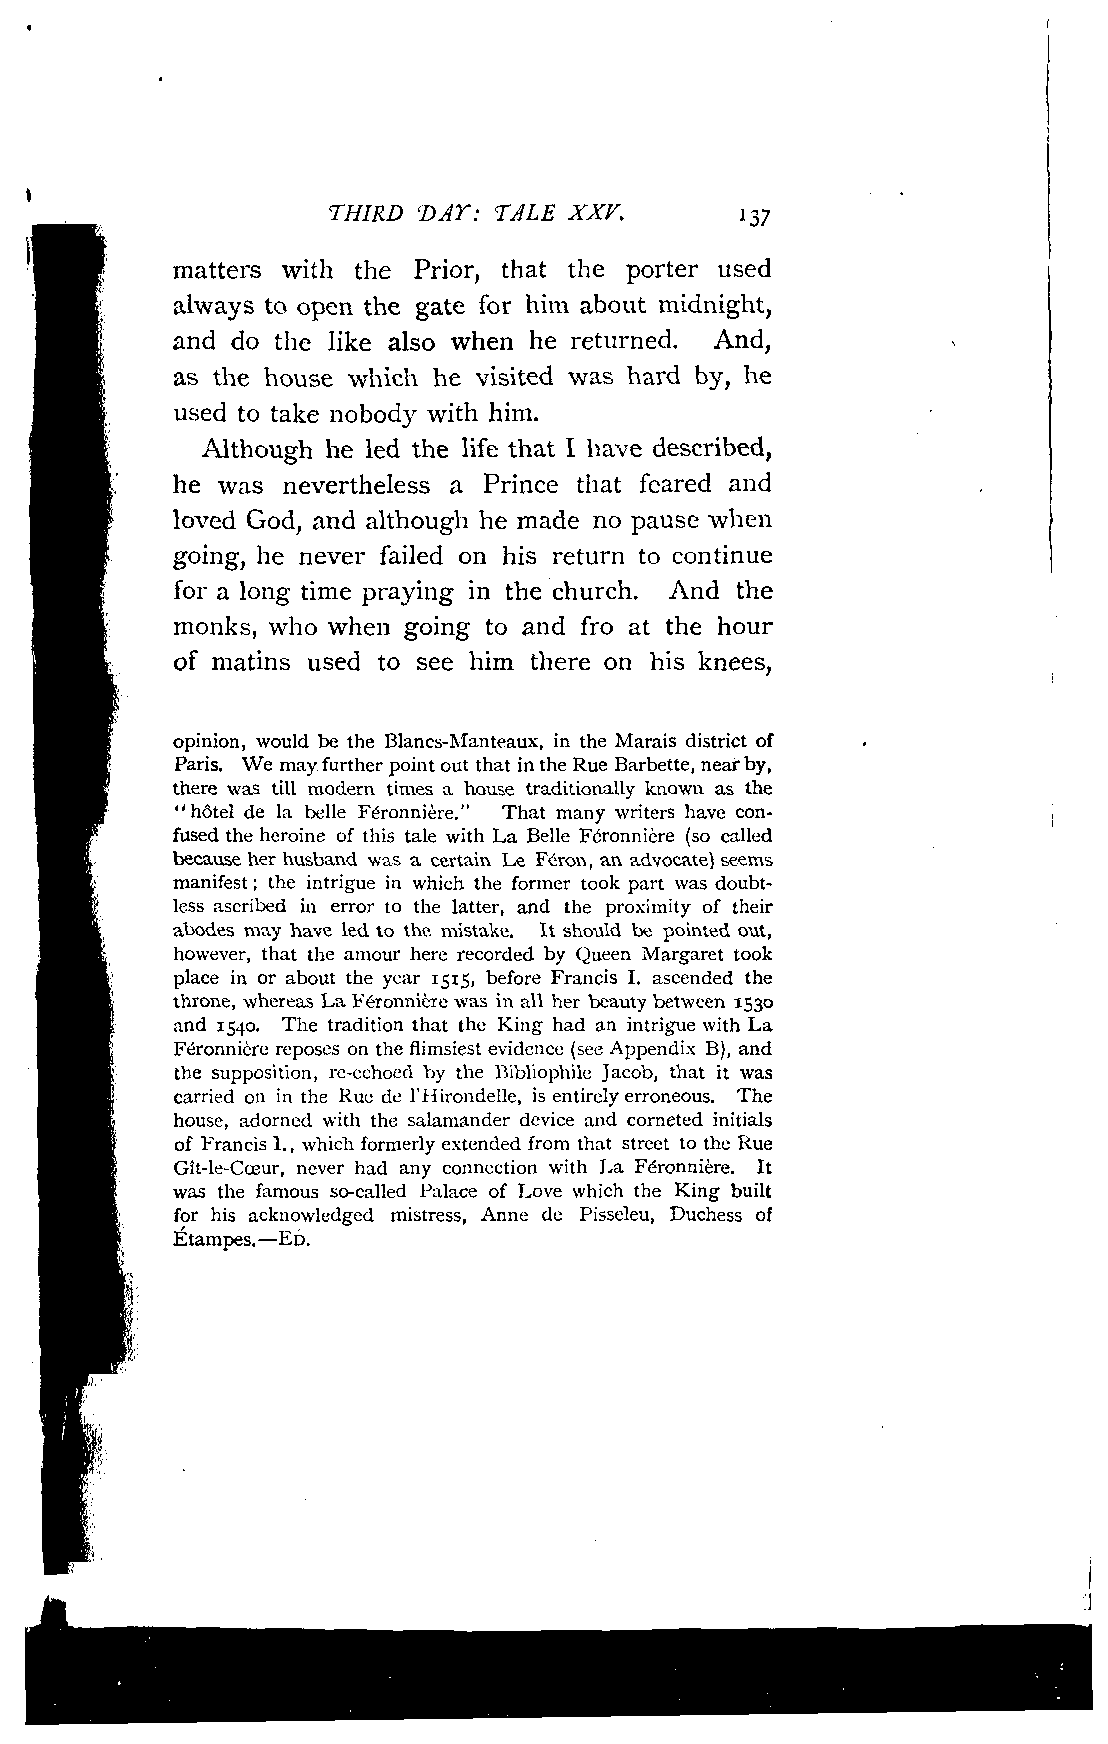 THIRD DAY: TALE XXV. 137
matters with the Prior, that the porter used
always to open the gate for him about midnight,
and do the like also when he returned. And,
as the house which he visited was hard by, he
used to take nobody with him.
Although he led the life that I have described,
he was nevertheless a Prince that feared and
loved God, and although he made no pause when
going, he never failed on his return to continue
for a long time praying in the church. And the
monks, who when going to and fro at the hour
of matins used to see him there on his knees,
opinion, would be the Blancs-Manteaux, in the Marais district of
Paris. We may further point out that in the Rue Barbette, near by,
there was till modern times a house traditionally known as the
"hôtel de la belle Féronnière." That many writers have con-
fused the heroine of this tale with La Belle Féronnière (so called
because her husband was a certain Le Féron, an advocate) seems
manifest; the intrigue in which the former took part was doubt-
less ascribed in error to the latter, and the proximity of their
abodes may have led to the mistake. It should be pointed out,
however, that the amour here recorded by Queen Margaret took
place in or about the year 1515, before Francis I. ascended the
throne, whereas La Féronnière was in all her beauty between 1530
and 1540. The tradition that the King had an intrigue with La
Féronnière reposes on the flimsiest evidence (see Appendix B), and
the supposition, re-echoed by the Bibliophile Jacob, that it was
carried on in the Rue de l'Hirondelle, is entirely erroneous. The
house, adorned with the salamander device and corneted initials
of Francis I., which formerly extended from that street to the Rue
Gît-le-Cœur, never had any connection with La Féronnière. It
was the famous so-called Palace of Love which the King built
for his acknowledged mistress, Anne de Pisseleu, Duchess of
Étampes.—ED.